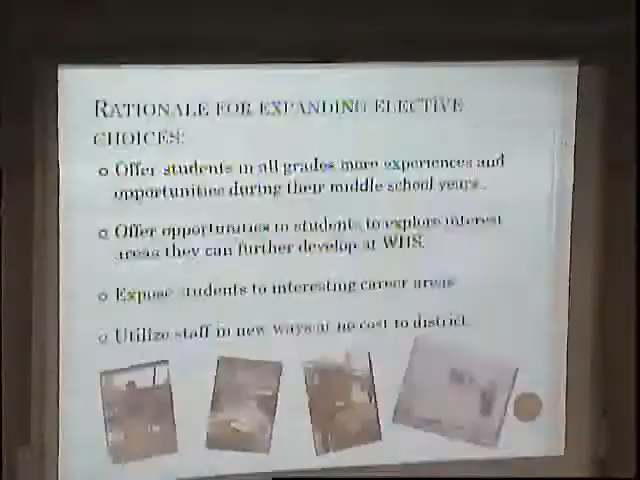 RATIONALE FOR EXPANDING ELECTIVE
CHOICES:
Offer students in all grades more experiences and
opportunities during their middle school years.
Offer opportunities to students to explore interest
areas they can further develop at WHS.
Expose students to interesting career areas
Utilize staff in new ways at no cost to district.